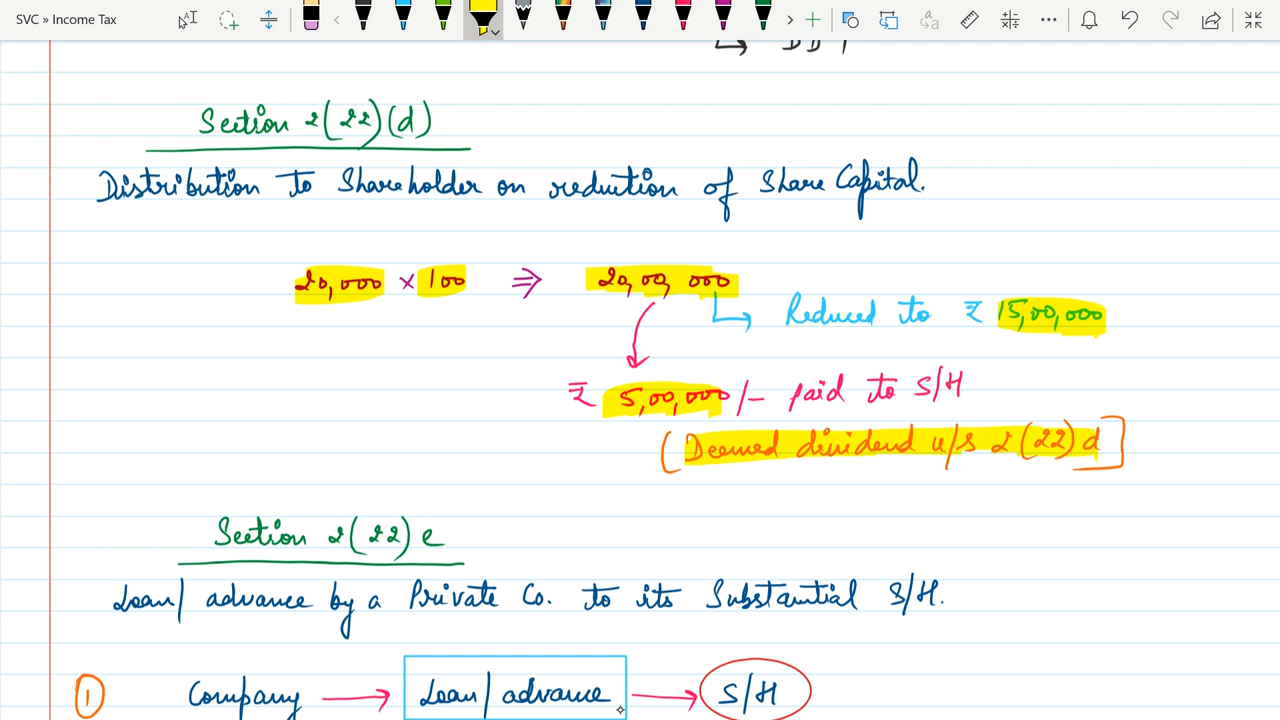 SVC » Income Tax
↳ DDT
Section 2(22)(d)
Distribution to Shareholder on reduction of Share Capital.
20,000 × 100 ⇒ 20,00,000
↳ Reduced to ₹ 15,00,000
₹ 5,00,000/- paid to S/H
[Deemed dividend u/s 2(22)d]
Section 2(22)e
Loan/advance by a Private Co. to its Substantial S/H.
① Company → Loan/advance → S/H